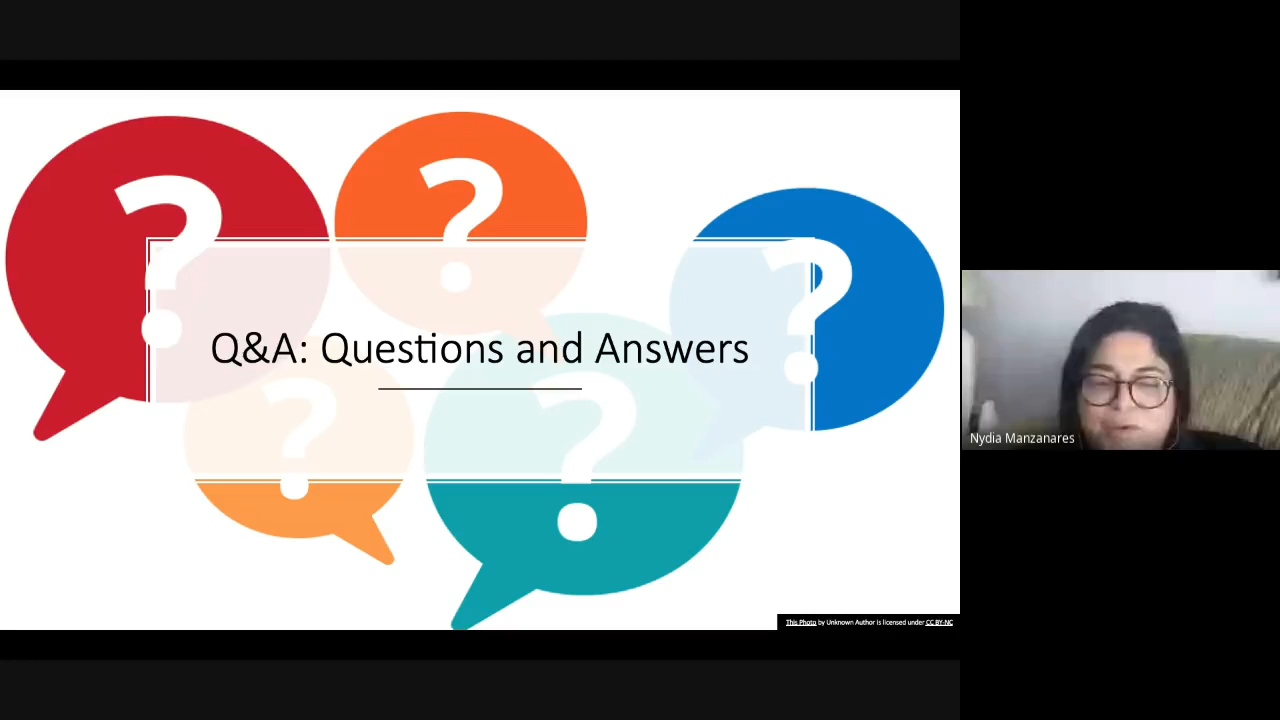 ?
?
?
Q&A: Questions and Answers
?
?
Nydia Manzanares
This Photo by Unknown Author is licensed under CC BY-NC